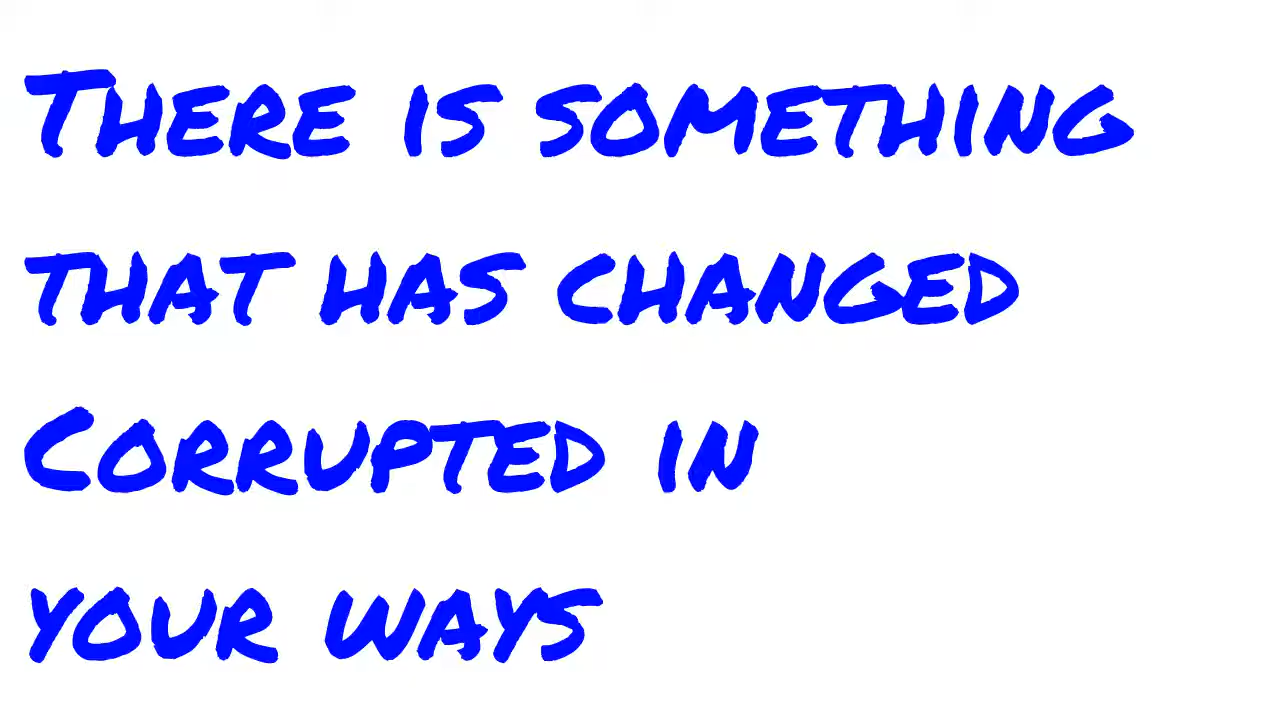 There is something
that has changed
Corrupted in
your ways